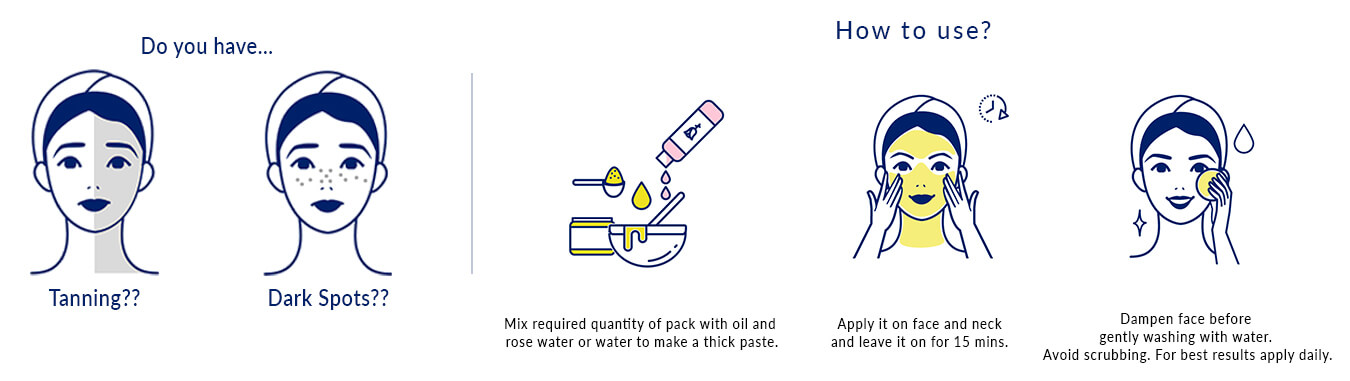 Do you have...
Tanning??
Dark Spots??
How to use?
Mix required quantity of pack with oil and
rose water or water to make a thick paste.
Apply it on face and neck
and leave it on for 15 mins.
Dampen face before
gently washing with water.
Avoid scrubbing. For best results apply daily.